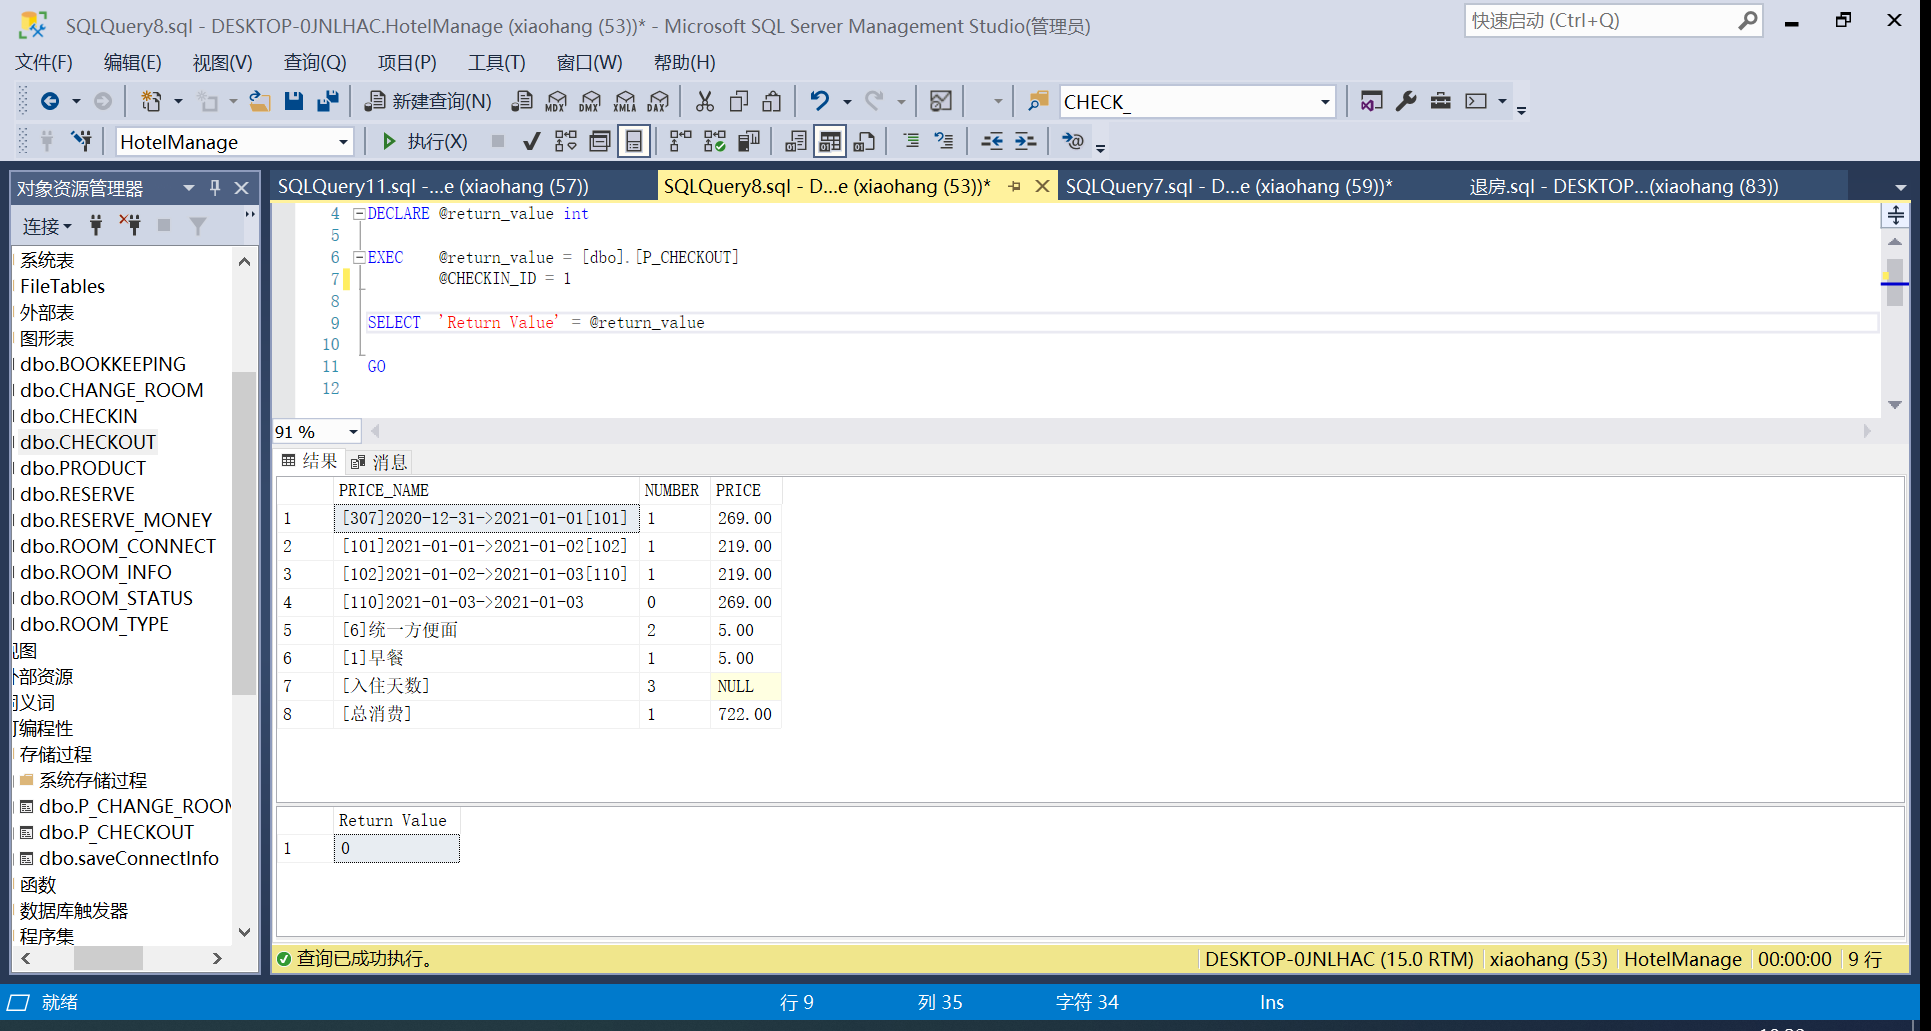 SQLQuery8.sql - DESKTOP-0JNLHAC.HotelManage (xiaohang (53))* - Microsoft SQL Server Management Studio(管理员)
快速启动 (Ctrl+Q)
文件(F) 编辑(E) 视图(V) 查询(Q) 项目(P) 工具(T) 窗口(W) 帮助(H)
新建查询(N) MDX DMX XMLA DAX CHECK_
HotelManage 执行(X)
对象资源管理器
连接
系统表
FileTables
外部表
图形表
dbo.BOOKKEEPING
dbo.CHANGE_ROOM
dbo.CHECKIN
dbo.CHECKOUT
dbo.PRODUCT
dbo.RESERVE
dbo.RESERVE_MONEY
dbo.ROOM_CONNECT
dbo.ROOM_INFO
dbo.ROOM_STATUS
dbo.ROOM_TYPE
图
部资源
义词
编程性
存储过程
系统存储过程
dbo.P_CHANGE_ROOM
dbo.P_CHECKOUT
dbo.saveConnectInfo
函数
数据库触发器
程序集
SQLQuery11.sql -...e (xiaohang (57)) SQLQuery8.sql - D...e (xiaohang (53))* SQLQuery7.sql - D...e (xiaohang (59))* 退房.sql - DESKTOP...(xiaohang (83))
4 DECLARE @return_value int
5
6 EXEC @return_value = [dbo].[P_CHECKOUT]
7 @CHECKIN_ID = 1
8
9 SELECT 'Return Value' = @return_value
10
11 GO
12
91 %
结果 消息
PRICE_NAME NUMBER PRICE
1 [307]2020-12-31->2021-01-01[101] 1 269.00
2 [101]2021-01-01->2021-01-02[102] 1 219.00
3 [102]2021-01-02->2021-01-03[110] 1 219.00
4 [110]2021-01-03->2021-01-03 0 269.00
5 [6]统一方便面 2 5.00
6 [1]早餐 1 5.00
7 [入住天数] 3 NULL
8 [总消费] 1 722.00
Return Value
1 0
查询已成功执行。 DESKTOP-0JNLHAC (15.0 RTM) xiaohang (53) HotelManage 00:00:00 9 行
就绪 行 9 列 35 字符 34 Ins